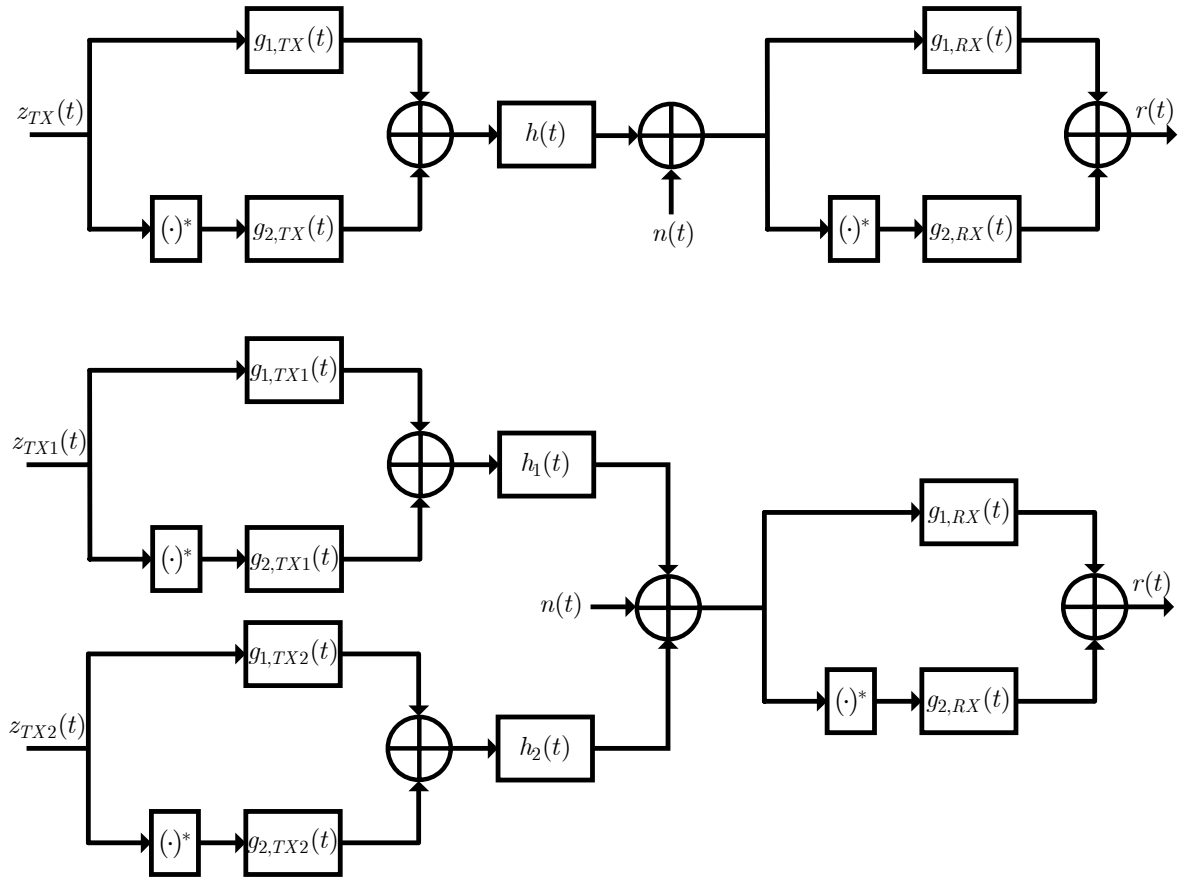 g_{1,TX}(t)
g_{1,RX}(t)
z_{TX}(t)
h(t)
r(t)
(·)*
g_{2,TX}(t)
n(t)
(·)*
g_{2,RX}(t)
g_{1,TX1}(t)
z_{TX1}(t)
h_1(t)
(·)*
g_{2,TX1}(t)
g_{1,RX}(t)
n(t)
r(t)
g_{1,TX2}(t)
z_{TX2}(t)
h_2(t)
(·)*
g_{2,RX}(t)
(·)*
g_{2,TX2}(t)